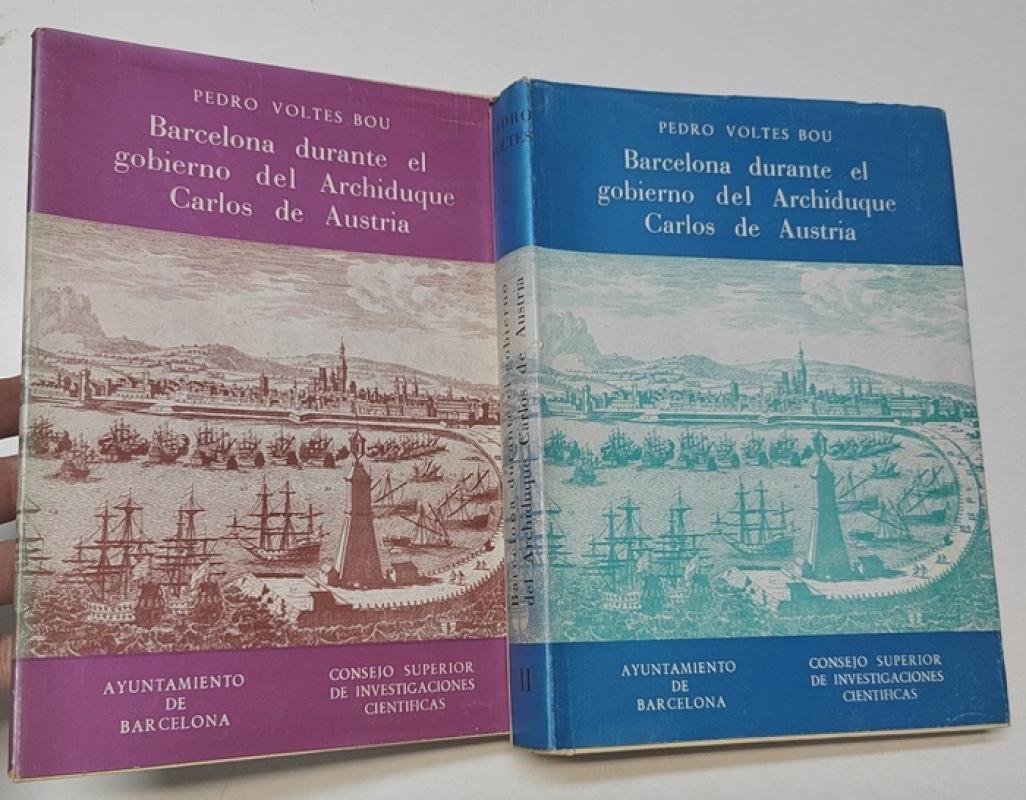 PEDRO VOLTES BOU
Barcelona durante el
gobierno del Archiduque
Carlos de Austria
AYUNTAMIENTO
DE
BARCELONA
CONSEJO SUPERIOR
DE INVESTIGACIONES
CIENTIFICAS
PEDRO
VOLTES
Barcelona durante el gobierno
del Archiduque Carlos de Austria
II
PEDRO VOLTES BOU
Barcelona durante el
gobierno del Archiduque
Carlos de Austria
AYUNTAMIENTO
DE
BARCELONA
CONSEJO SUPERIOR
DE INVESTIGACIONES
CIENTIFICAS